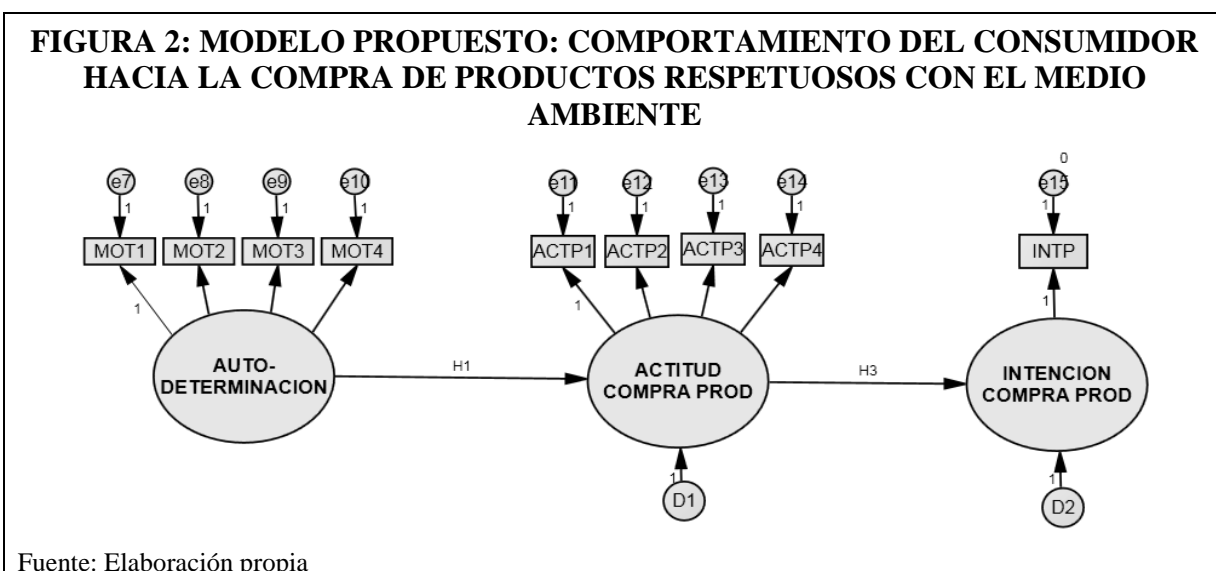 FIGURA 2: MODELO PROPUESTO: COMPORTAMIENTO DEL CONSUMIDOR
HACIA LA COMPRA DE PRODUCTOS RESPETUOSOS CON EL MEDIO
AMBIENTE
0
e7 e8 e9 e10 e11 e12 e13 e14 e15
1 1 1 1 1 1 1 1 1
MOT1 MOT2 MOT3 MOT4 ACTP1 ACTP2 ACTP3 ACTP4 INTP
1 1 1
AUTO-
DETERMINACION
H1
ACTITUD
COMPRA PROD
H3
INTENCION
COMPRA PROD
1 1
D1 D2
Fuente: Elaboración propia